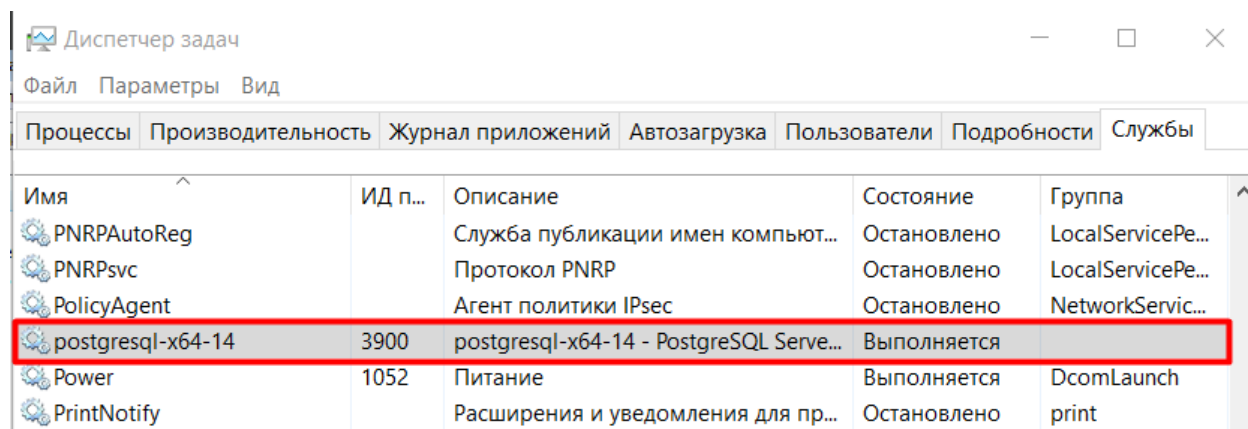 Диспетчер задач
Файл Параметры Вид
Процессы Производительность Журнал приложений Автозагрузка Пользователи Подробности Службы
Имя ИД п... Описание Состояние Группа
PNRPAutoReg Служба публикации имен компьют... Остановлено LocalServicePe...
PNRPsvc Протокол PNRP Остановлено LocalServicePe...
PolicyAgent Агент политики IPsec Остановлено NetworkServic...
postgresql-x64-14 3900 postgresql-x64-14 - PostgreSQL Serve... Выполняется
Power 1052 Питание Выполняется DcomLaunch
PrintNotify Расширения и уведомления для пр... Остановлено print